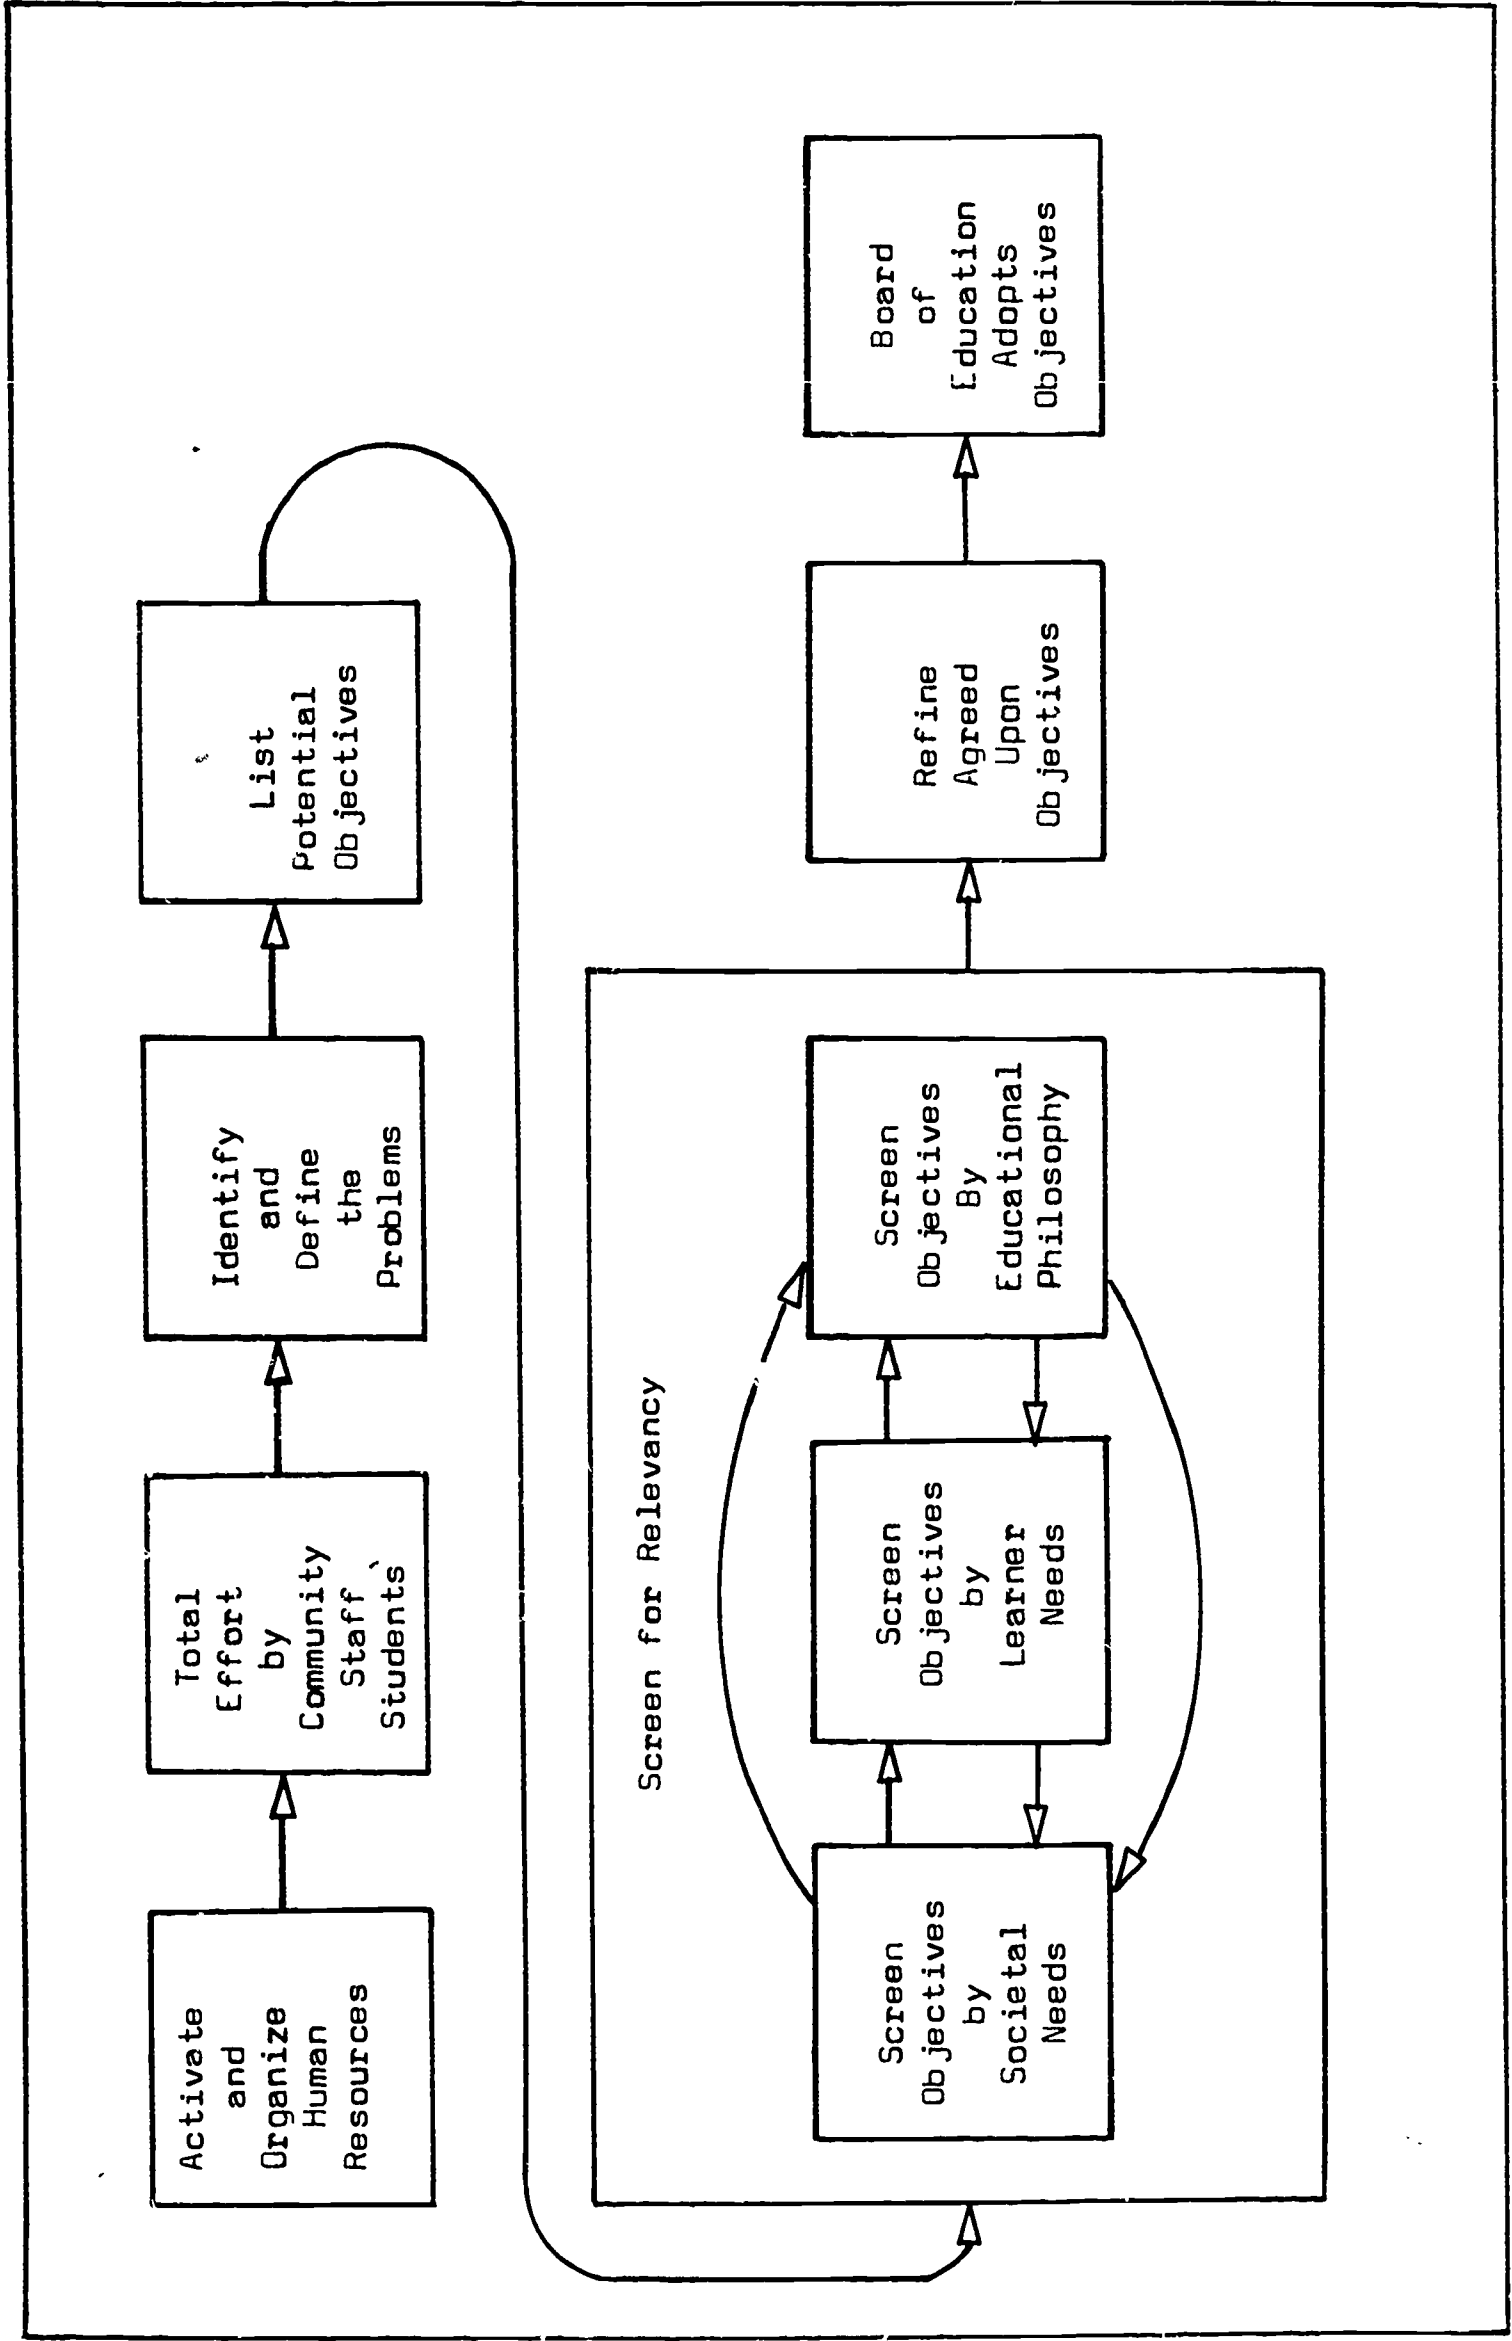 Activate
and
Organize
Human
Resources
Total
Effort
by
Community
Staff
Students
Identify
and
Define
the
Problems
List
Potential
Objectives
Screen for Relevancy
Screen
Objectives
by
Societal
Needs
Screen
Objectives
by
Learner
Needs
Screen
Objectives
By
Educational
Philosophy
Refine
Agreed
Upon
Objectives
Board
of
Education
Adopts
Objectives